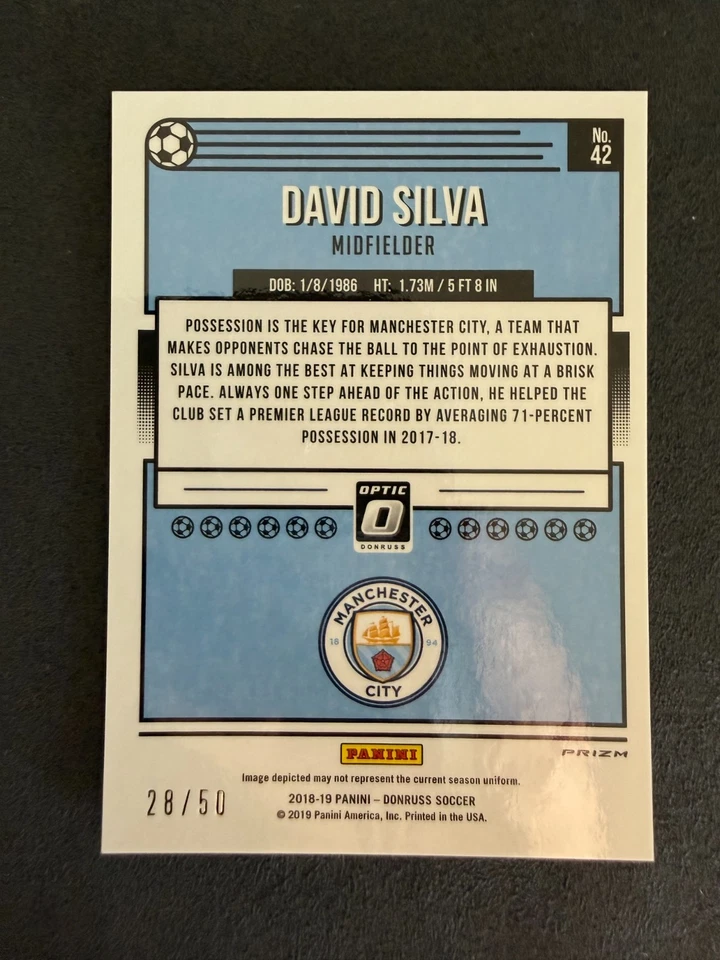 No.
42
DAVID SILVA
MIDFIELDER
DOB: 1/8/1986 HT: 1.73M / 5 FT 8 IN
POSSESSION IS THE KEY FOR MANCHESTER CITY, A TEAM THAT
MAKES OPPONENTS CHASE THE BALL TO THE POINT OF EXHAUSTION.
SILVA IS AMONG THE BEST AT KEEPING THINGS MOVING AT A BRISK
PACE. ALWAYS ONE STEP AHEAD OF THE ACTION, HE HELPED THE
CLUB SET A PREMIER LEAGUE RECORD BY AVERAGING 71-PERCENT
POSSESSION IN 2017-18.
OPTIC
DONRUSS
MANCHESTER
18 94
CITY
PANINI
PRIZM
Image depicted may not represent the current season uniform.
28/50
2018-19 PANINI – DONRUSS SOCCER
© 2019 Panini America, Inc. Printed in the USA.